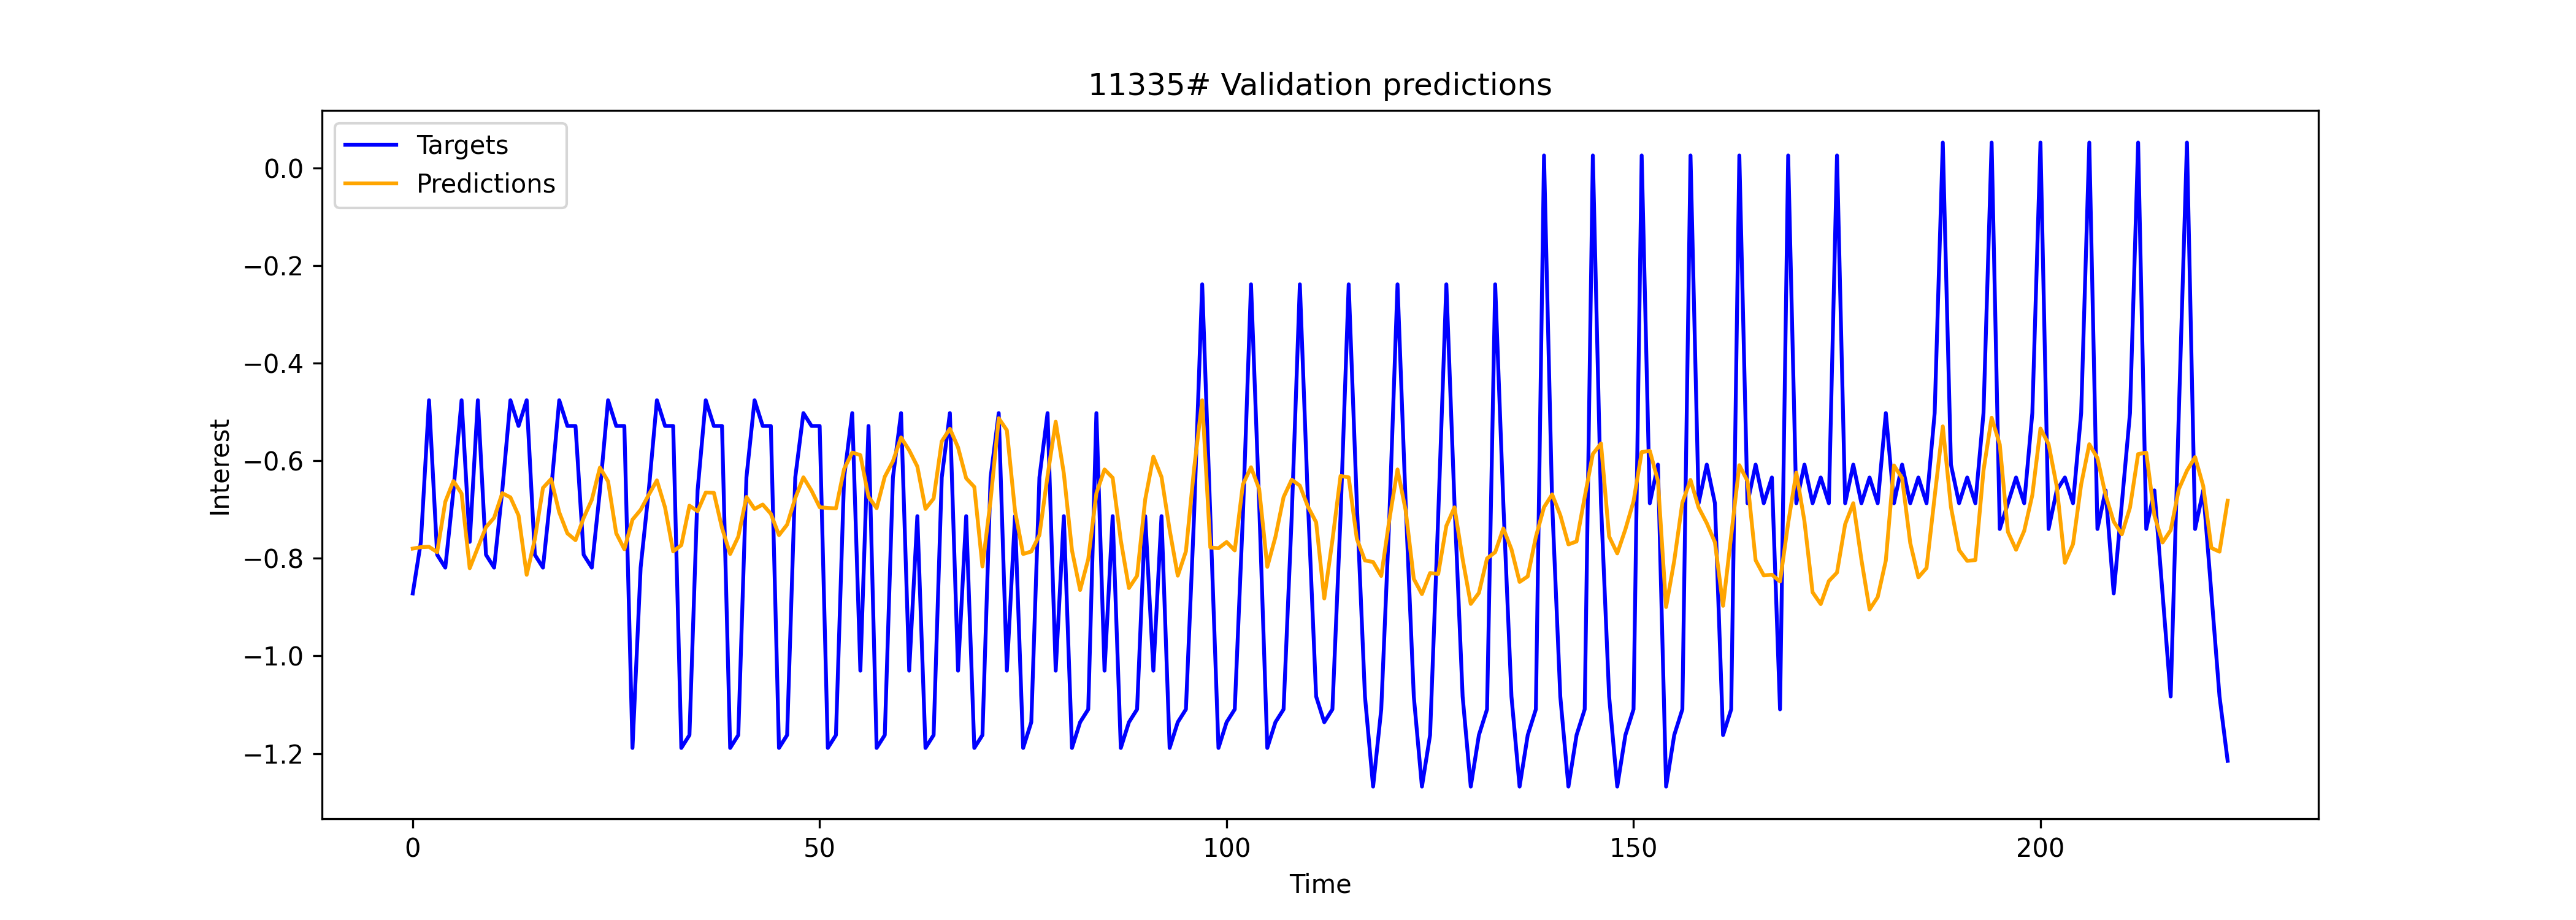 11335# Validation predictions
Targets
Predictions
0.0
−0.2
−0.4
−0.6
−0.8
−1.0
−1.2
Interest
0 50 100 150 200
Time